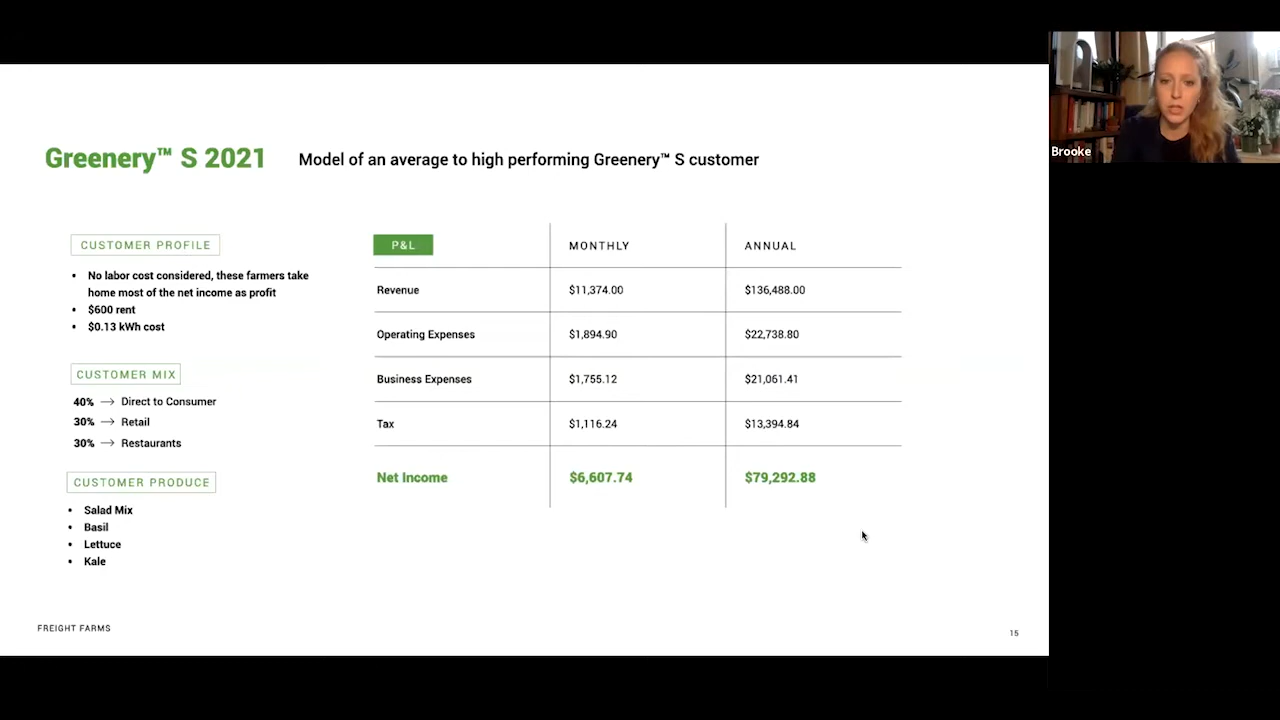 Brooke
Greenery™ S 2021
Model of an average to high performing Greenery™ S customer
CUSTOMER PROFILE
• No labor cost considered, these farmers take
home most of the net income as profit
• $600 rent
• $0.13 kWh cost
CUSTOMER MIX
40% → Direct to Consumer
30% → Retail
30% → Restaurants
CUSTOMER PRODUCE
• Salad Mix
• Basil
• Lettuce
• Kale
P&L MONTHLY ANNUAL
Revenue $11,374.00 $136,488.00
Operating Expenses $1,894.90 $22,738.80
Business Expenses $1,755.12 $21,061.41
Tax $1,116.24 $13,394.84
Net Income $6,607.74 $79,292.88
FREIGHT FARMS
15